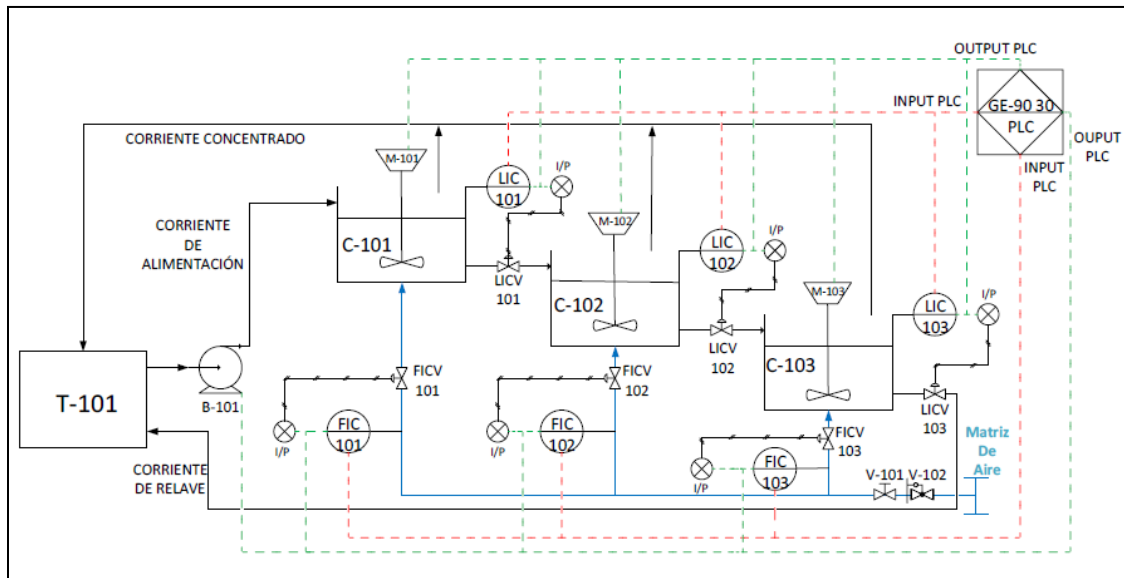 OUTPUT PLC
INPUT PLC
GE-90 30
PLC
OUPUT
PLC
INPUT
PLC
CORRIENTE CONCENTRADO
M-101
LIC
101
I/P
CORRIENTE
DE
ALIMENTACIÓN
C-101
LICV
101
M-102
LIC
102
I/P
C-102
LICV
102
M-103
LIC
103
I/P
C-103
LICV
103
T-101
B-101
CORRIENTE
DE RELAVE
FICV
101
I/P
FIC
101
FICV
102
I/P
FIC
102
FICV
103
I/P
FIC
103
V-101
V-102
Matriz
De
Aire